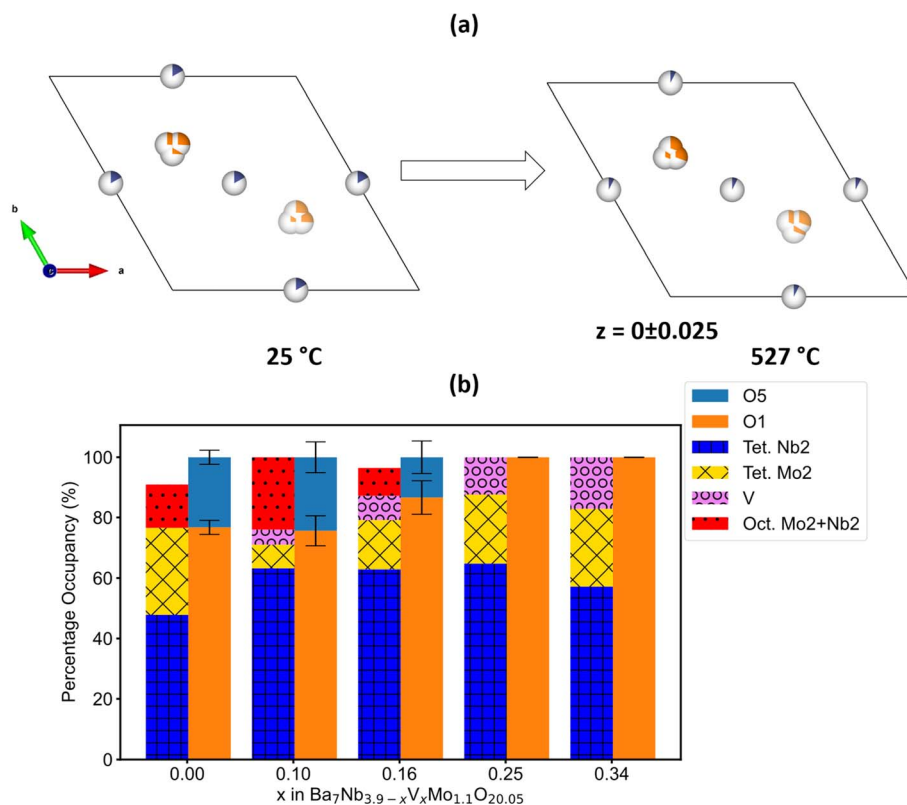 (a)
b
a
z = 0±0.025
25 °C
527 °C
(b)
O5
O1
Tet. Nb2
Tet. Mo2
V
Oct. Mo2+Nb2
Percentage Occupancy (%)
100
80
60
40
20
0
0.00 0.10 0.16 0.25 0.34
x in Ba₇Nb₃.₉₋ₓVₓMo₁.₁O₂₀.₀₅